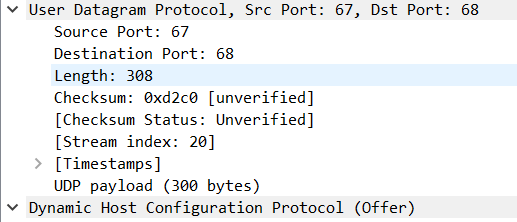 User Datagram Protocol, Src Port: 67, Dst Port: 68
Source Port: 67
Destination Port: 68
Length: 308
Checksum: 0xd2c0 [unverified]
[Checksum Status: Unverified]
[Stream index: 20]
[Timestamps]
UDP payload (300 bytes)
Dynamic Host Configuration Protocol (Offer)